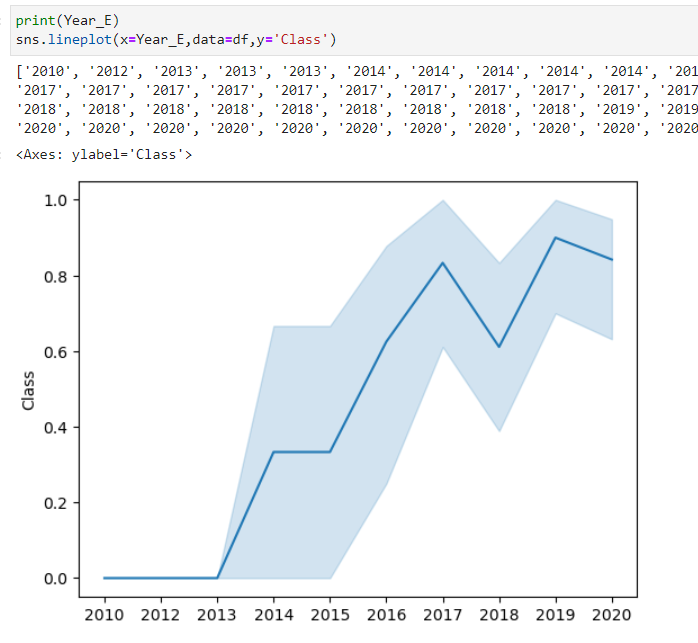 print(Year_E)
sns.lineplot(x=Year_E,data=df,y='Class')
['2010', '2012', '2013', '2013', '2013', '2014', '2014', '2014', '2014', '2014', '201
'2017', '2017', '2017', '2017', '2017', '2017', '2017', '2017', '2017', '2017', '2017
'2018', '2018', '2018', '2018', '2018', '2018', '2018', '2018', '2018', '2019', '2019
'2020', '2020', '2020', '2020', '2020', '2020', '2020', '2020', '2020', '2020', '2020
<Axes: ylabel='Class'>
1.0
0.8
0.6
0.4
0.2
0.0
Class
2010 2012 2013 2014 2015 2016 2017 2018 2019 2020